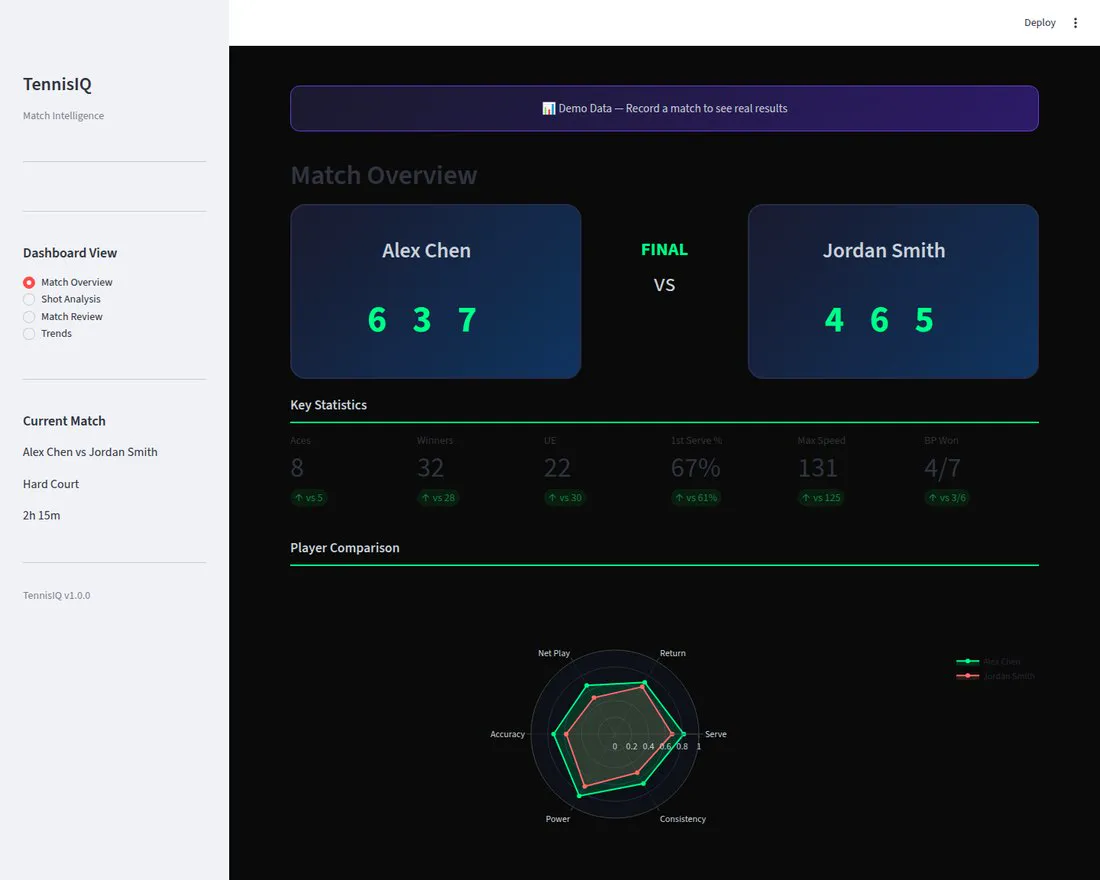 Deploy
TennisIQ
Match Intelligence
Dashboard View
Match Overview
Shot Analysis
Match Review
Trends
Current Match
Alex Chen vs Jordan Smith
Hard Court
2h 15m
TennisIQ v1.0.0
📊 Demo Data — Record a match to see real results
Match Overview
Alex Chen
6 3 7
FINAL
VS
Jordan Smith
4 6 5
Key Statistics
Aces
8
↑ vs 5
Winners
32
↑ vs 28
UE
22
↑ vs 30
1st Serve %
67%
↑ vs 61%
Max Speed
131
↑ vs 125
BP Won
4/7
↑ vs 3/6
Player Comparison
Net Play
Return
Accuracy
Serve
0 0.2 0.4 0.6 0.8 1
Power
Consistency
Alex Chen
Jordan Smith